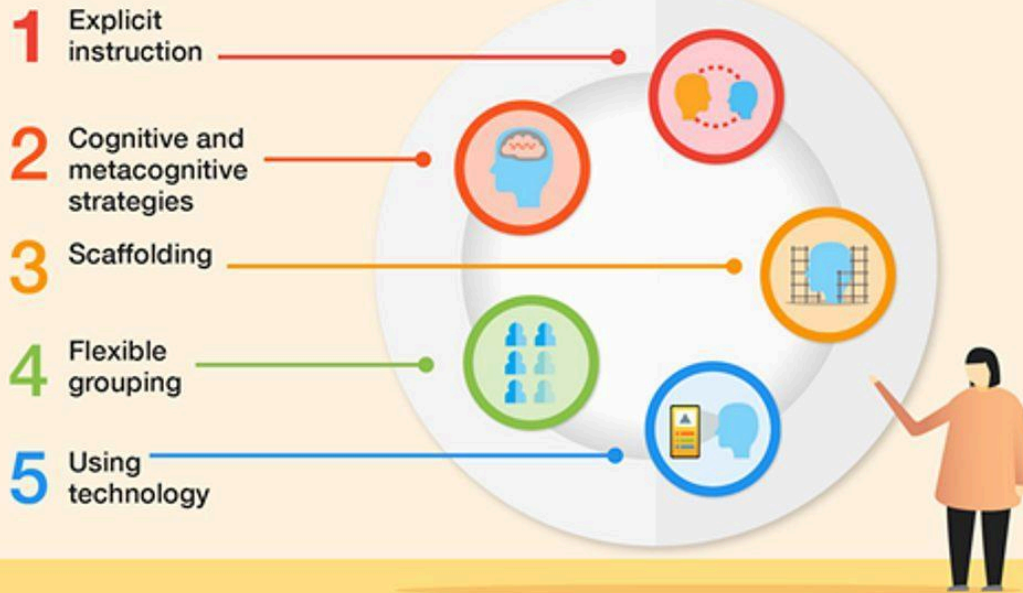 1 Explicit
instruction
2 Cognitive and
metacognitive
strategies
3 Scaffolding
4 Flexible
grouping
5 Using
technology